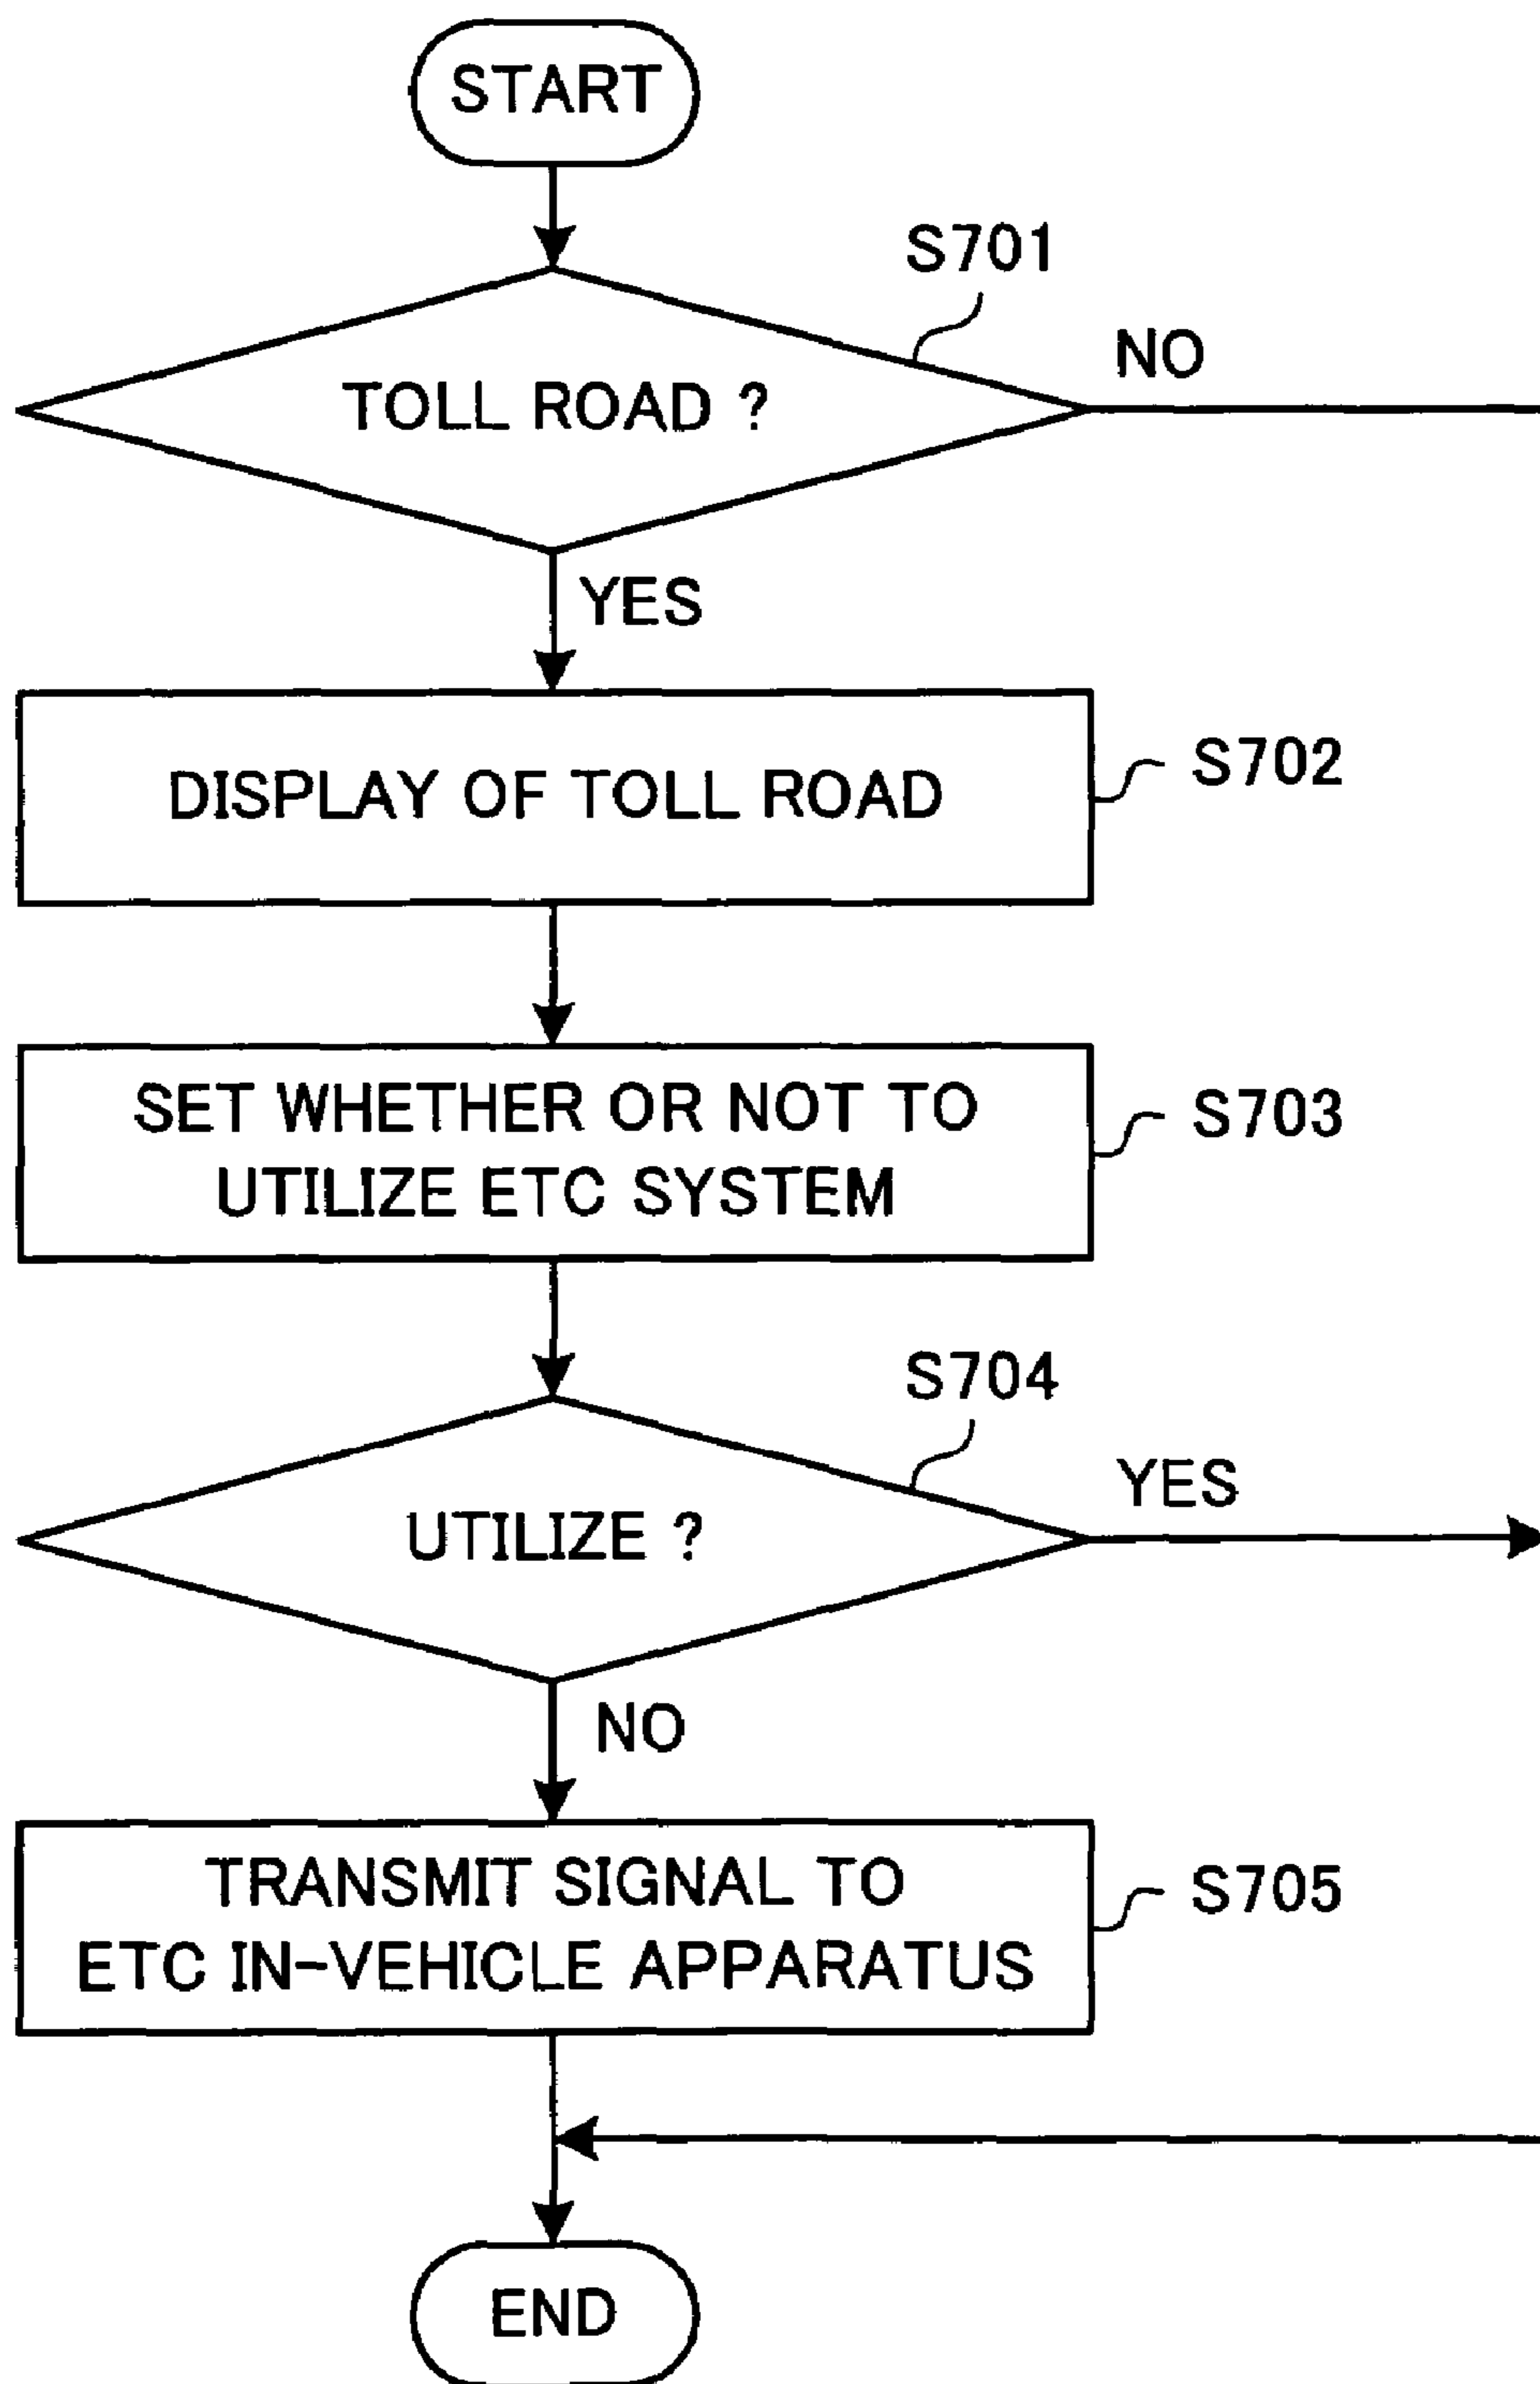 START
S701
NO
TOLL ROAD ?
YES
DISPLAY OF TOLL ROAD
S702
SET WHETHER OR NOT TO
UTILIZE ETC SYSTEM
S703
S704
YES
UTILIZE ?
NO
TRANSMIT SIGNAL TO
ETC IN-VEHICLE APPARATUS
S705
END